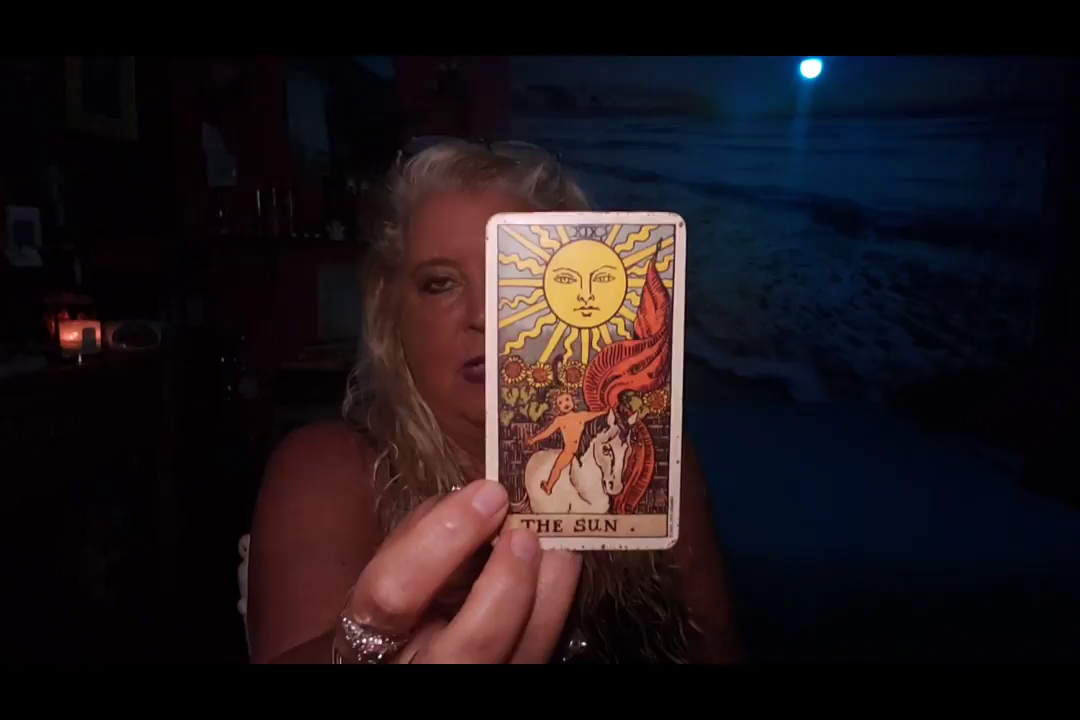 XIX
THE SUN .